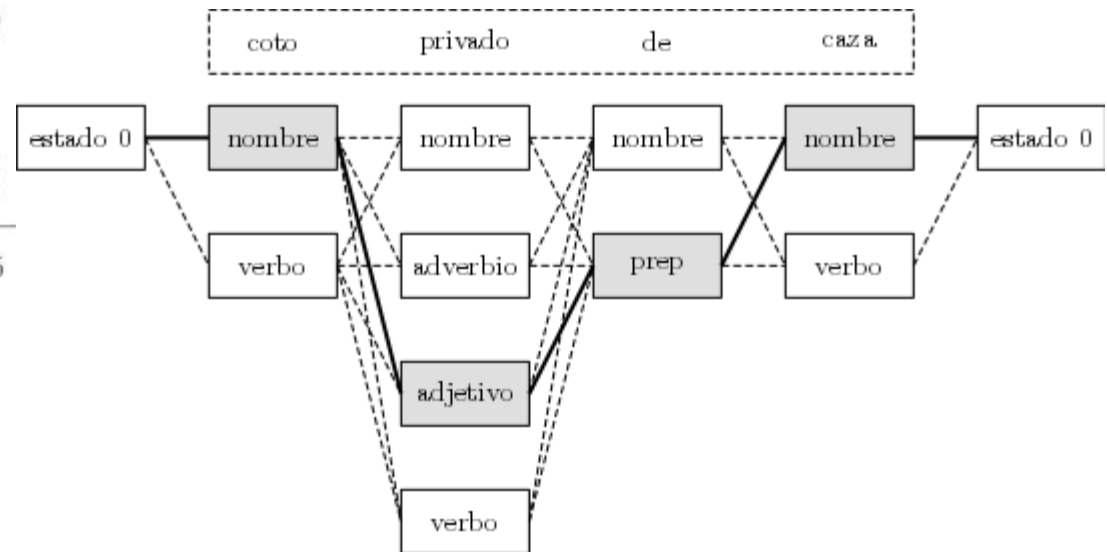 coto privado de caza
estado 0 nombre nombre nombre nombre estado 0
verbo adverbio prep verbo
adjetivo
verbo